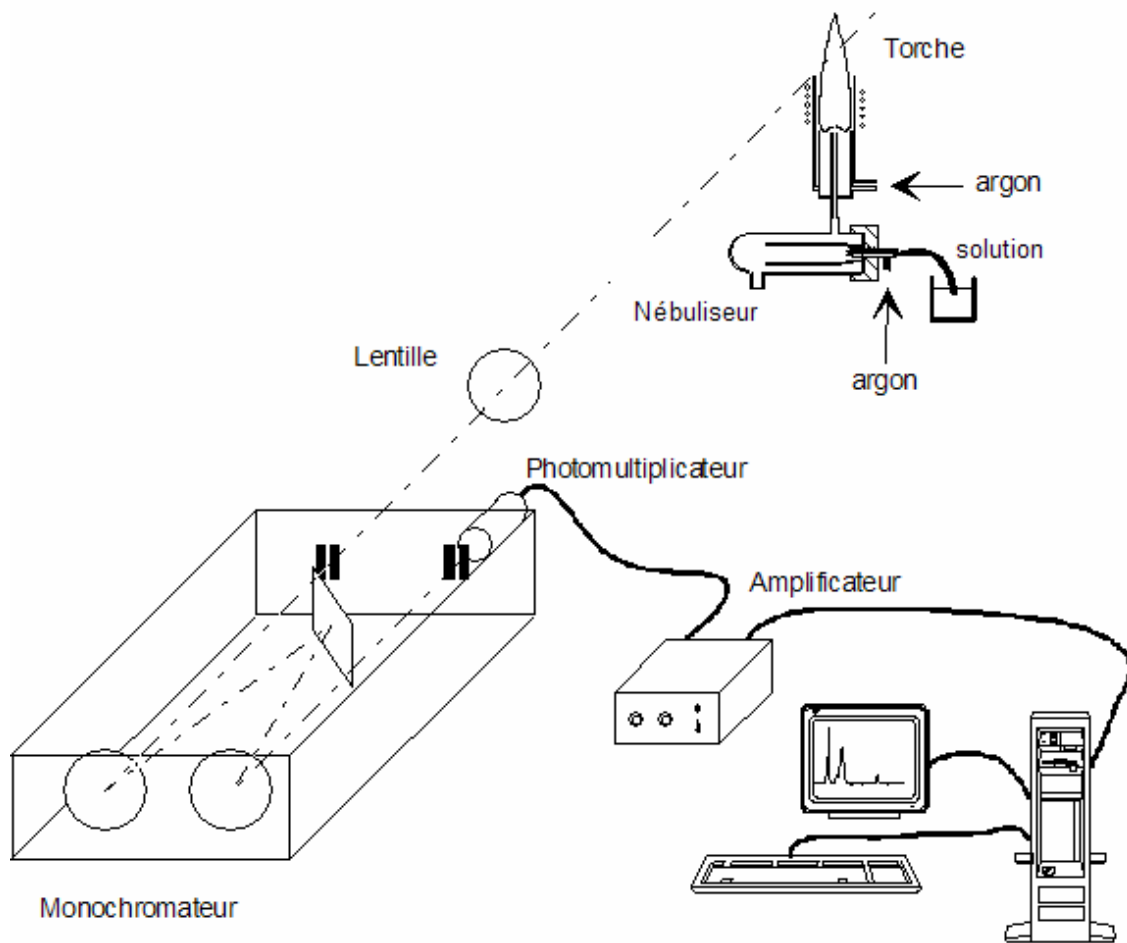 Torche
argon
solution
Nébuliseur
argon
Lentille
Photomultiplicateur
Amplificateur
Monochromateur